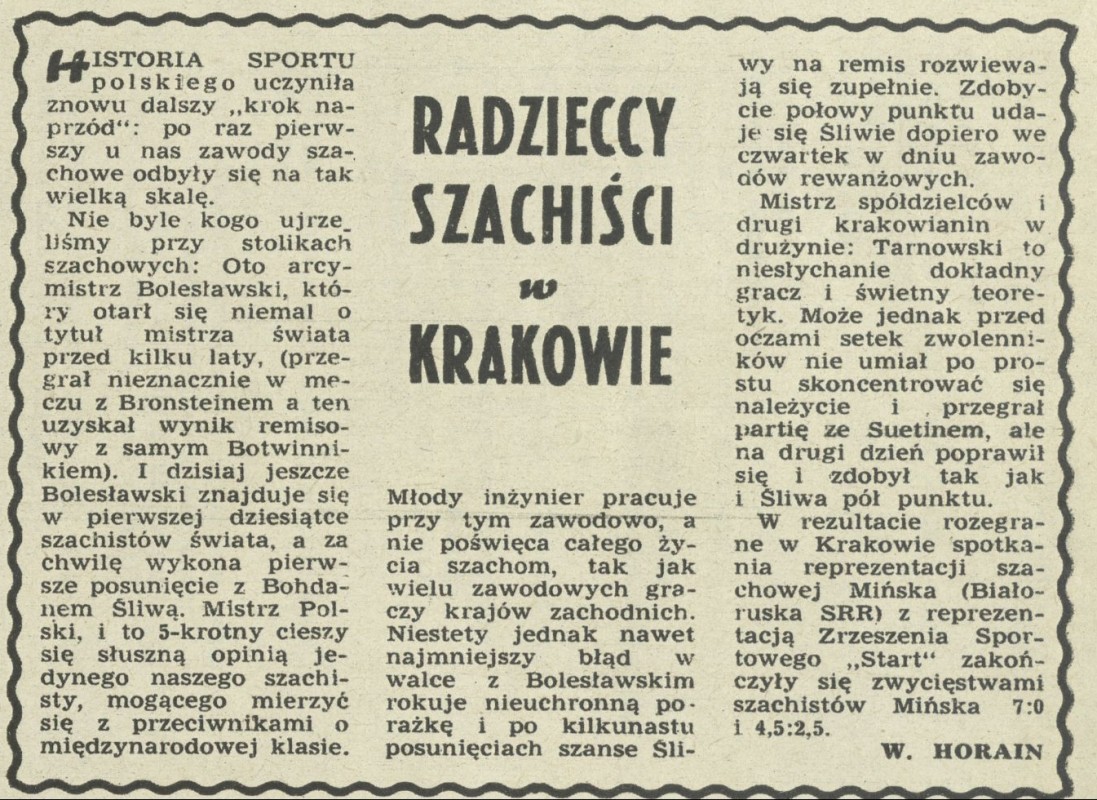 RADZIECCY
SZACHIŚCI
w
KRAKOWIE
HISTORIA SPORTU
polskiego uczyniła
znowu dalszy „krok na-
przód“: po raz pierw-
szy u nas zawody sza-
chowe odbyły się na tak
wielką skalę.
Nie byle kogo ujrze-
liśmy przy stolikach
szachowych: Oto arcy-
mistrz Bolesławski, któ-
ry otarł się niemal o
tytuł mistrza świata
przed kilku laty, (prze-
grał nieznacznie w me-
czu z Bronsteinem a ten
uzyskał wynik remiso-
wy z samym Botwinni-
kiem). I dzisiaj jeszcze
Bolesławski znajduje się
w pierwszej dziesiątce
szachistów świata, a za
chwilę wykona pierw-
sze posunięcie z Bohda-
nem Śliwą. Mistrz Pol-
ski, i to 5-krotny cieszy
się słuszną opinią je-
dynego naszego szachi-
sty, mogącego mierzyć
się z przeciwnikami o
międzynarodowej klasie.
Młody inżynier pracuje
przy tym zawodowo, a
nie poświęca całego ży-
cia szachom, tak jak
wielu zawodowych gra-
czy krajów zachodnich.
Niestety jednak nawet
najmniejszy błąd w
walce z Bolesławskim
rokuje nieuchronną po-
rażkę i po kilkunastu
posunięciach szanse Śli-
wy na remis rozwiewa-
ją się zupełnie. Zdoby-
cie połowy punktu uda-
je się Śliwie dopiero we
czwartek w dniu zawo-
dów rewanżowych.
Mistrz spółdzielców i
drugi krakowianin w
drużynie: Tarnowski to
niesłychanie dokładny
gracz i świetny teore-
tyk. Może jednak przed
oczami setek zwolenni-
ków nie umiał po pro-
stu skoncentrować się
należycie i przegrał
partię ze Suetinem, ale
na drugi dzień poprawił
się i zdobył tak jak
i Śliwa pół punktu.
W rezultacie rozegra-
ne w Krakowie spotka-
nia reprezentacji sza-
chowej Mińska (Biało-
ruska SRR) z reprezen-
tacją Zrzeszenia Spor-
towego „Start“ zakoń-
czyły się zwycięstwami
szachistów Mińska 7:0
i 4,5:2,5.
W. HORAIN